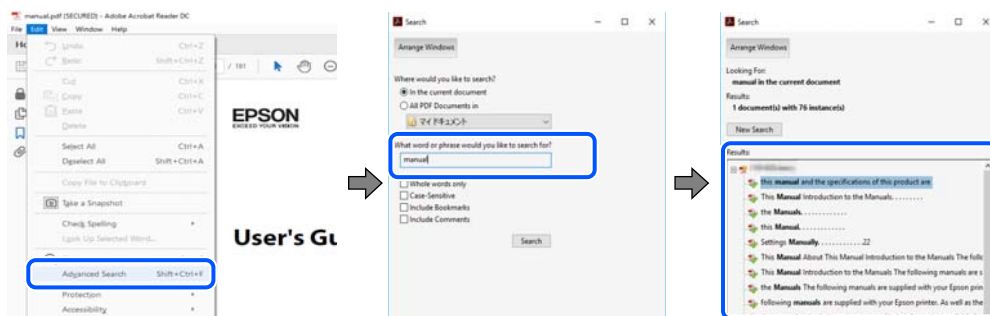 manual.pdf (SECURED) - Adobe Acrobat Reader DC
File Edit View Window Help
Undo Ctrl+Z
Redo Shift+Ctrl+Z
Cut Ctrl+X
Copy Ctrl+C
Paste Ctrl+V
Delete
Select All Ctrl+A
Deselect All Shift+Ctrl+A
Copy File to Clipboard
Take a Snapshot
Check Spelling
Look Up Selected Word...
Advanced Search Shift+Ctrl+F
Protection
Accessibility
/ 191
EPSON
EXCEED YOUR VISION
User's Gu
Search
Arrange Windows
Where would you like to search?
In the current document
All PDF Documents in
マイ ドキュメント
What word or phrase would you like to search for?
manual
Whole words only
Case-Sensitive
Include Bookmarks
Include Comments
Search
Search
Arrange Windows
Looking For:
manual in the current document
Results:
1 document(s) with 76 instance(s)
New Search
Results:
this manual and the specifications of this product are
This Manual Introduction to the Manuals. . . . . . . . .
the Manuals. . . . . . . . . . . . .
this Manual. . . . . . . . . . . . .
Settings Manually. . . . . . . . . . . . .22
This Manual About This Manual Introduction to the Manuals The follo
This Manual Introduction to the Manuals The following manuals are s
the Manuals The following manuals are supplied with your Epson prin
following manuals are supplied with your Epson printer. As well as the